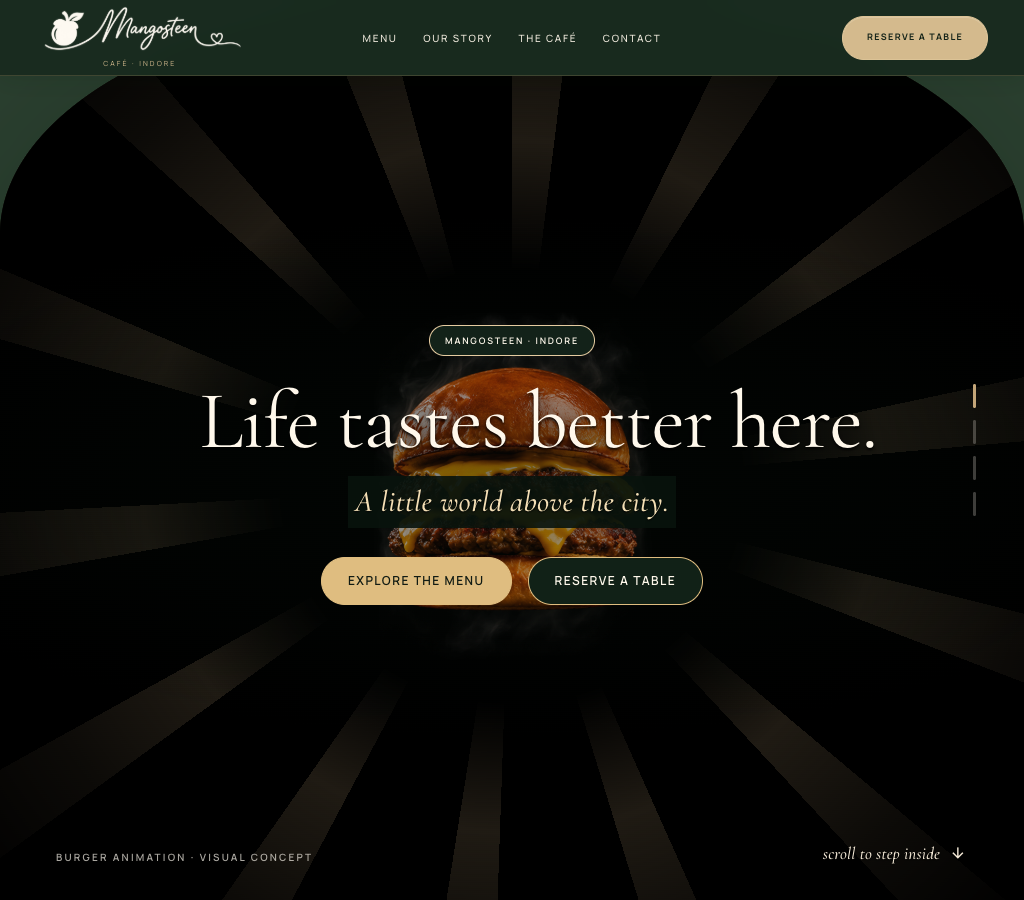 Mangosteen
CAFÉ · INDORE
MENU OUR STORY THE CAFÉ CONTACT
RESERVE A TABLE
MANGOSTEEN · INDORE
Life tastes better here.
A little world above the city.
EXPLORE THE MENU RESERVE A TABLE
BURGER ANIMATION · VISUAL CONCEPT
scroll to step inside ↓